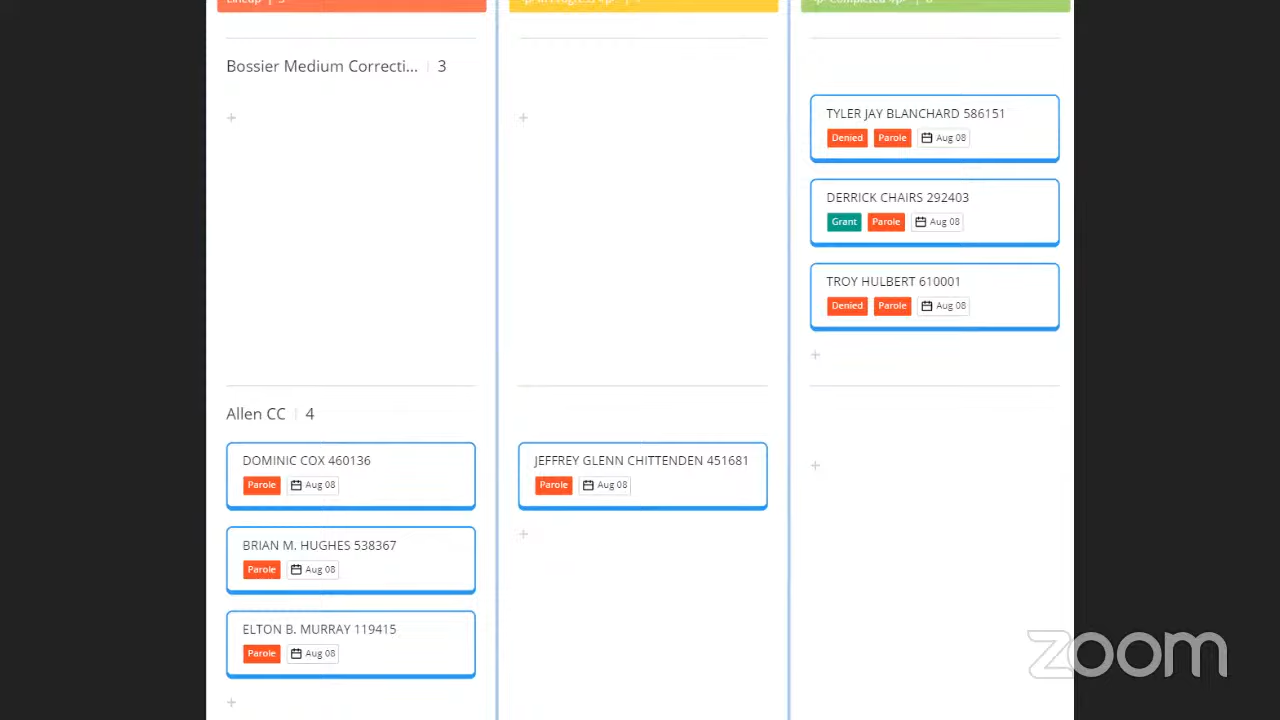 Bossier Medium Correcti... | 3
TYLER JAY BLANCHARD 586151
Denied Parole Aug 08
DERRICK CHAIRS 292403
Grant Parole Aug 08
TROY HULBERT 610001
Denied Parole Aug 08
Allen CC | 4
DOMINIC COX 460136
Parole Aug 08
JEFFREY GLENN CHITTENDEN 451681
Parole Aug 08
BRIAN M. HUGHES 538367
Parole Aug 08
ELTON B. MURRAY 119415
Parole Aug 08
zoom